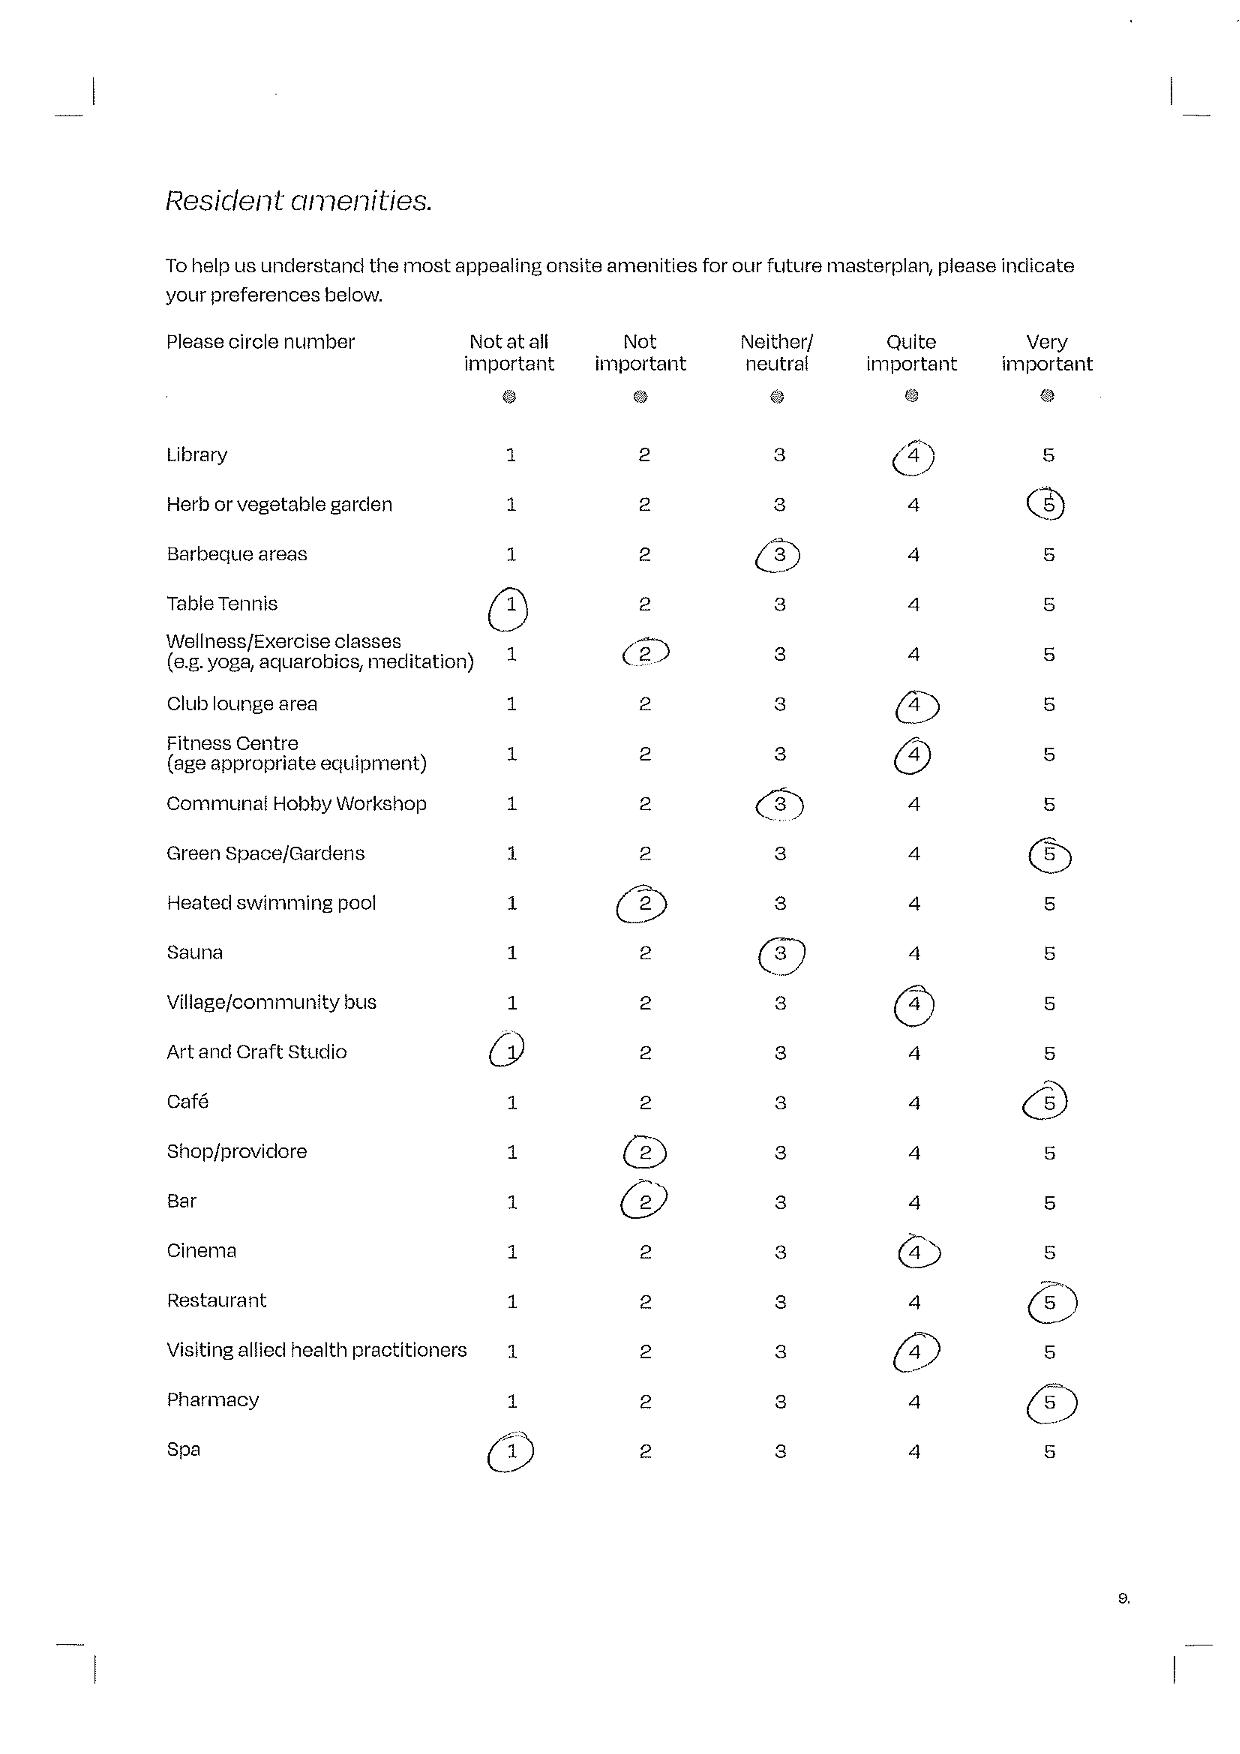 Resident amenities.
To help us understand the most appealing onsite amenities for our future masterplan, please indicate
your preferences below.
Please circle number Not at all important Not important Neither/ neutral Quite important Very important
Library 1 2 3 4 5
Herb or vegetable garden 1 2 3 4 5
Barbeque areas 1 2 3 4 5
Table Tennis 1 2 3 4 5
Wellness/Exercise classes
(e.g. yoga, aquarobics, meditation) 1 2 3 4 5
Club lounge area 1 2 3 4 5
Fitness Centre
(age appropriate equipment) 1 2 3 4 5
Communal Hobby Workshop 1 2 3 4 5
Green Space/Gardens 1 2 3 4 5
Heated swimming pool 1 2 3 4 5
Sauna 1 2 3 4 5
Village/community bus 1 2 3 4 5
Art and Craft Studio 1 2 3 4 5
Café 1 2 3 4 5
Shop/providore 1 2 3 4 5
Bar 1 2 3 4 5
Cinema 1 2 3 4 5
Restaurant 1 2 3 4 5
Visiting allied health practitioners 1 2 3 4 5
Pharmacy 1 2 3 4 5
Spa 1 2 3 4 5
9.